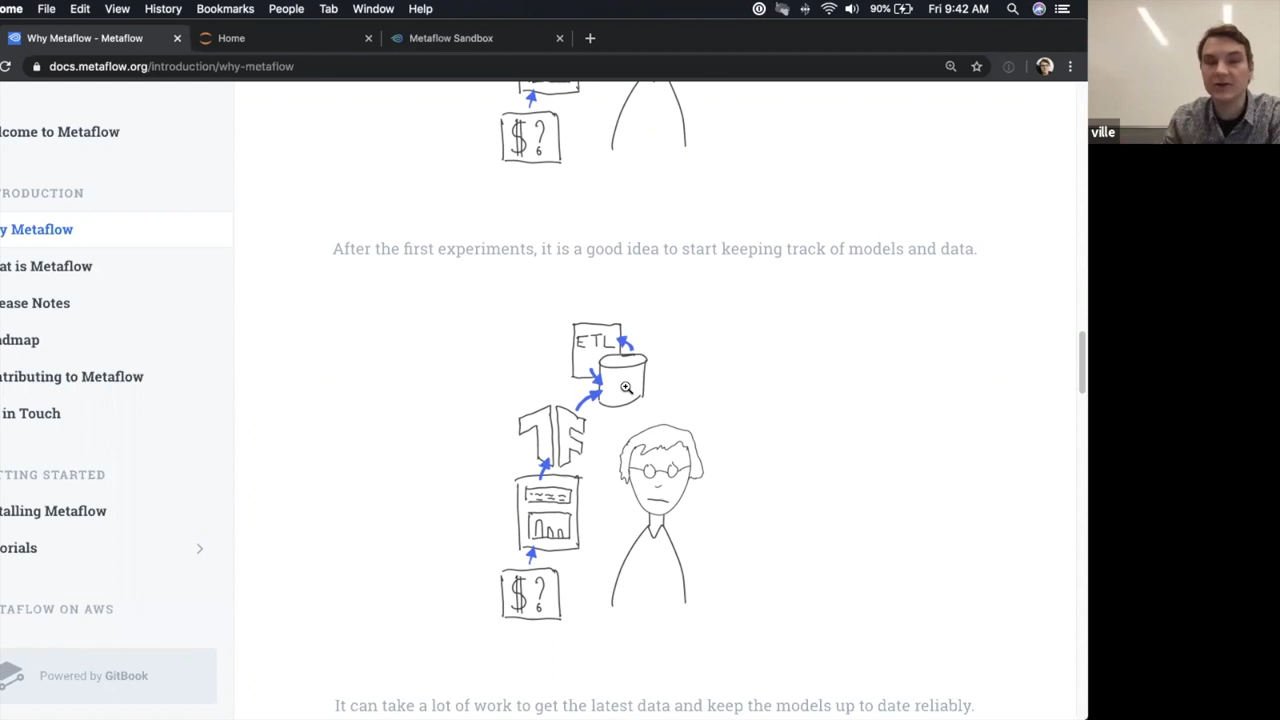 ome File Edit View History Bookmarks People Tab Window Help 90% Fri 9:42 AM
Why Metaflow - Metaflow Home Metaflow Sandbox
docs.metaflow.org/introduction/why-metaflow
ville
lcome to Metaflow
$ ?
RODUCTION
y Metaflow
After the first experiments, it is a good idea to start keeping track of models and data.
at is Metaflow
ease Notes
admap
ETL
ntributing to Metaflow
in Touch
TF
TTING STARTED
talling Metaflow
orials
$ ?
TAFLOW ON AWS
Powered by GitBook
It can take a lot of work to get the latest data and keep the models up to date reliably.